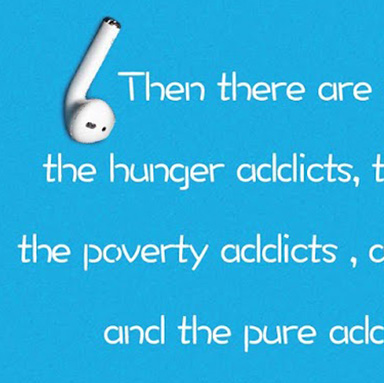 Then there are
the hunger addicts,
the poverty addicts ,
and the pure